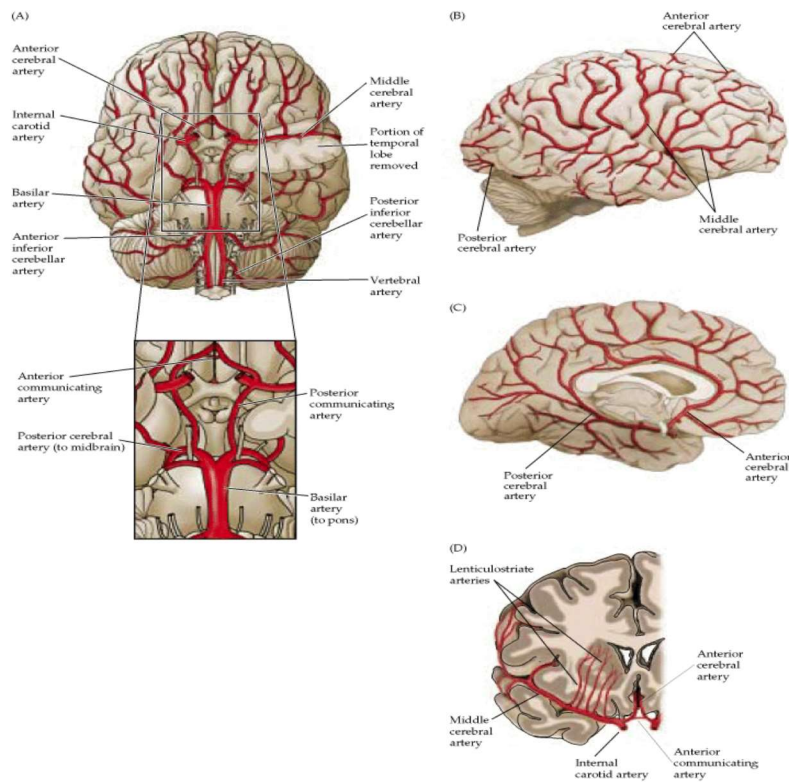 (A)
Anterior
cerebral
artery
Internal
carotid
artery
Basilar
artery
Anterior
inferior
cerebellar
artery
Middle
cerebral
artery
Portion of
temporal
lobe
removed
Posterior
inferior
cerebellar
artery
Vertebral
artery
Anterior
communicating
artery
Posterior cerebral
artery (to midbrain)
Posterior
communicating
artery
Basilar
artery
(to pons)
(B)
Anterior
cerebral artery
Posterior
cerebral artery
Middle
cerebral artery
(C)
Posterior
cerebral
artery
Anterior
cerebral
artery
(D)
Lenticulostriate
arteries
Anterior
cerebral
artery
Middle
cerebral
artery
Internal
carotid artery
Anterior
communicating
artery